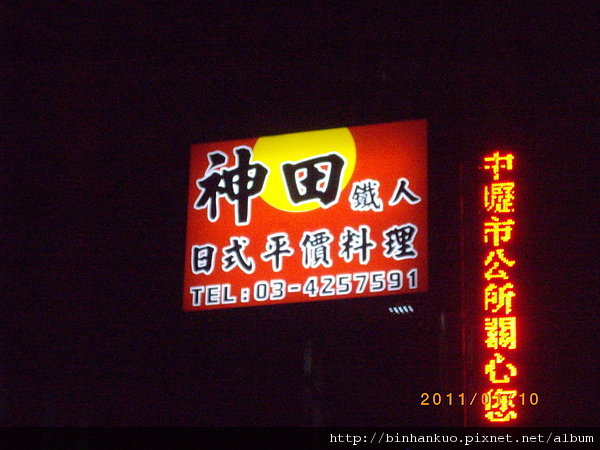 神田鐵人
日式平價料理
TEL:03-4257591
中壢市公所關心您
2011/01/10
http://binhankuo.pixnet.net/album